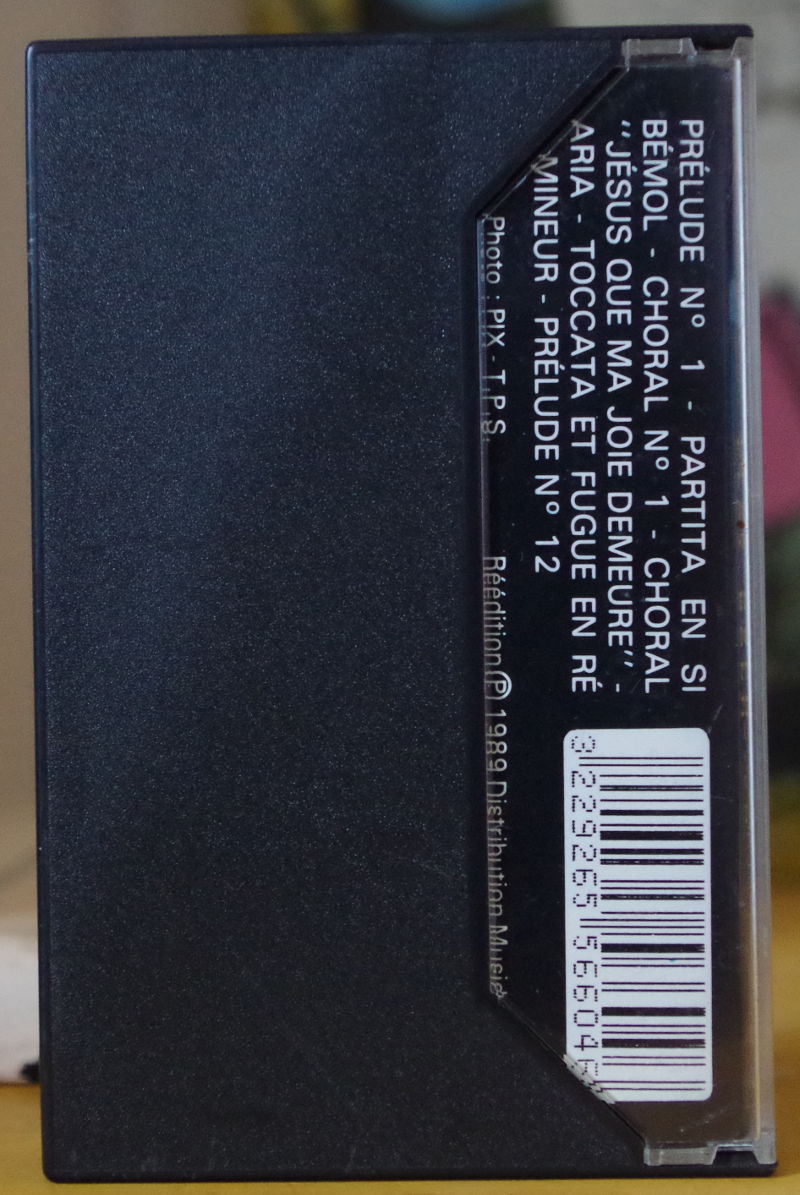 PRÉLUDE N° 1 - PARTITA EN SI
BÉMOL - CHORAL N° 1 - CHORAL
"JÉSUS QUE MA JOIE DEMEURE" -
ARIA - TOCCATA ET FUGUE EN RÉ
MINEUR - PRÉLUDE N° 12
Photo : PIX - T.P.S. Réédition Ⓟ 1989 Distribution Music
3 229265 566046